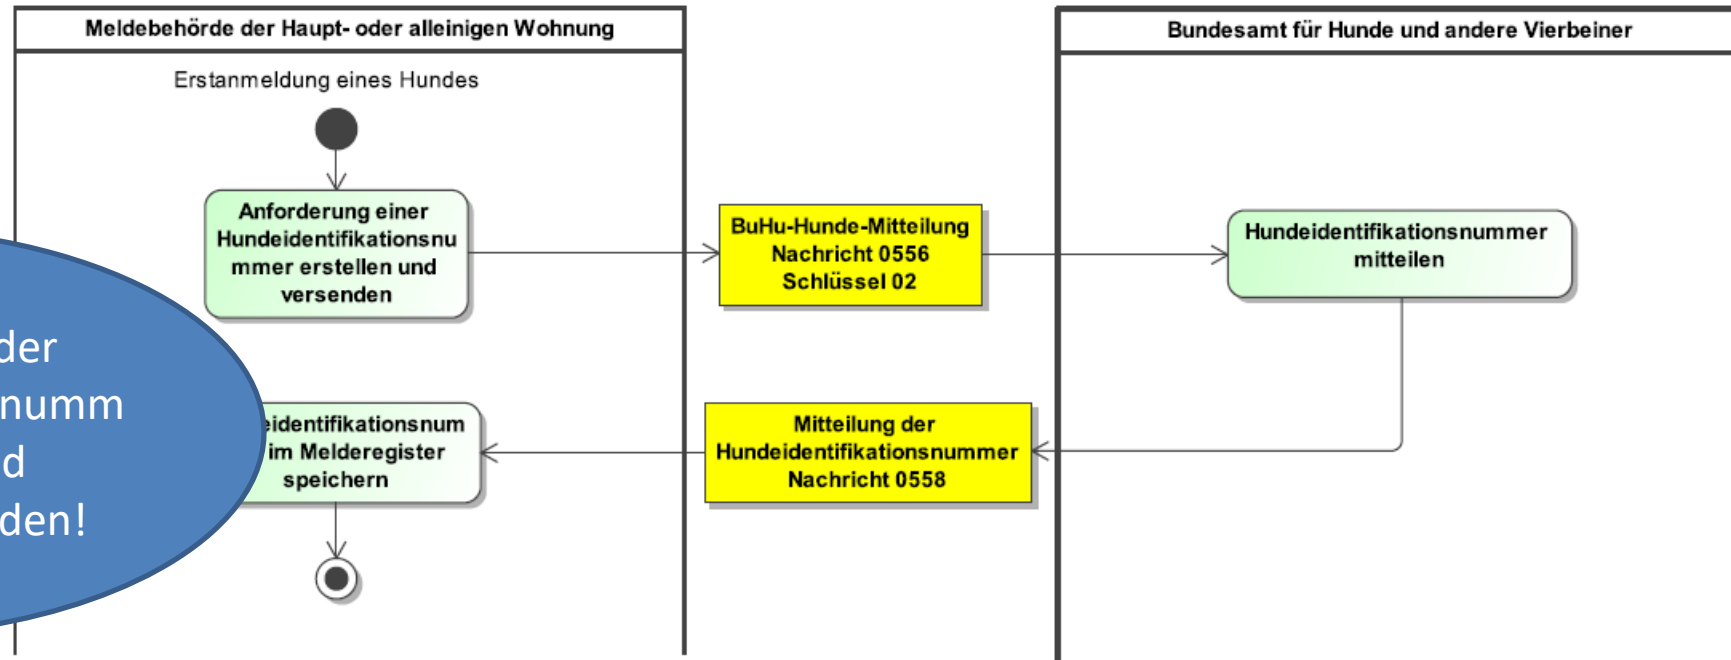 Meldebehörde der Haupt- oder alleinigen Wohnung
Bundesamt für Hunde und andere Vierbeiner
Erstanmeldung eines Hundes
Anforderung einer
Hundeidentifikationsnu
mmer erstellen und
versenden
BuHu-Hunde-Mitteilung
Nachricht 0556
Schlüssel 02
Hundeidentifikationsnummer
mitteilen
der
numm
d
den!
eidentifikationsnum
im Melderegister
speichern
Mitteilung der
Hundeidentifikationsnummer
Nachricht 0558